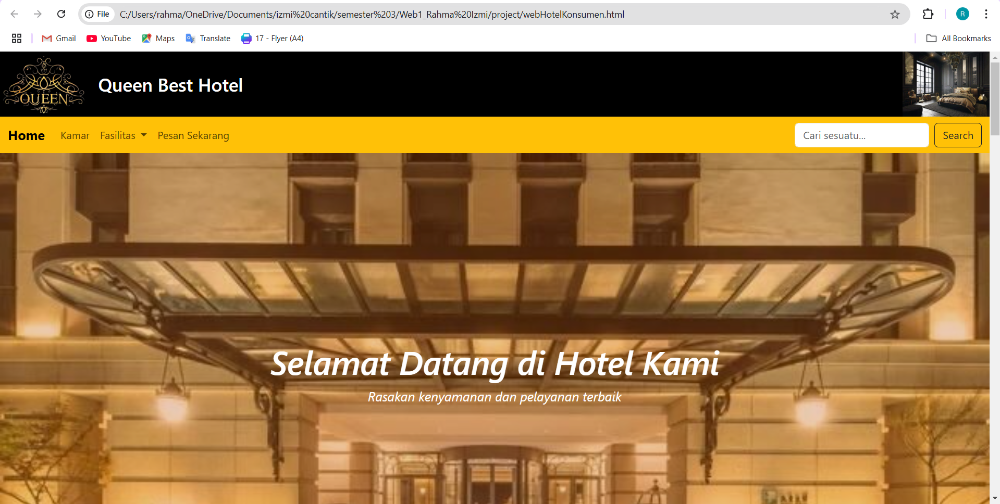 File
C:/Users/rahma/OneDrive/Documents/izmi%20cantik/semester%203/Web1_Rahma%20Izmi/project/webHotelKonsumen.html
R
Gmail
YouTube
Maps
Translate
17 - Flyer (A4)
All Bookmarks
QUEEN
Queen Best Hotel
Home
Kamar
Fasilitas
Pesan Sekarang
Cari sesuatu...
Search
Selamat Datang di Hotel Kami
Rasakan kenyamanan dan pelayanan terbaik